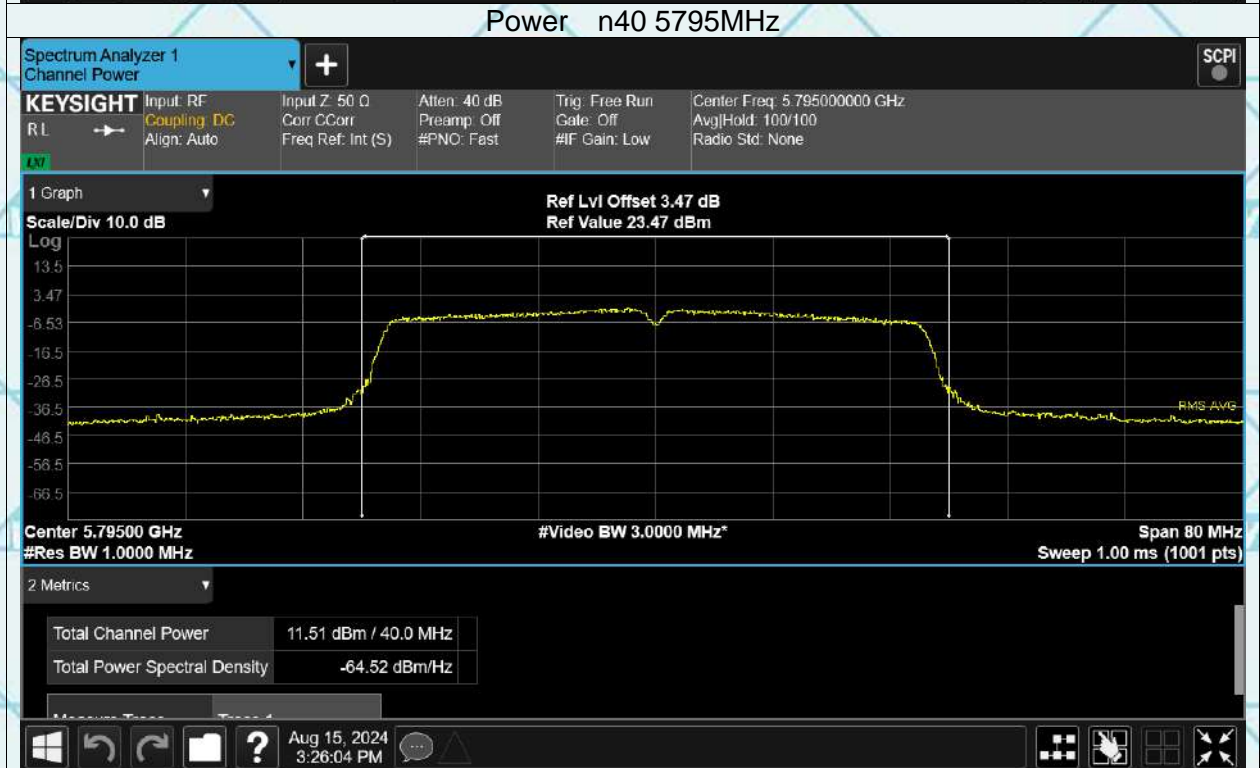 Power n40 5795MHz
Spectrum Analyzer 1
Channel Power
+
SCPI
KEYSIGHT
RL
LXI
Input: RF
Coupling: DC
Align: Auto
Input Z: 50 Ω
Corr CCorr
Freq Ref: Int (S)
Atten: 40 dB
Preamp: Off
#PNO: Fast
Trig: Free Run
Gate: Off
#IF Gain: Low
Center Freq: 5.795000000 GHz
Avg|Hold: 100/100
Radio Std: None
1 Graph
Scale/Div 10.0 dB
Ref Lvl Offset 3.47 dB
Ref Value 23.47 dBm
Log
13.5
3.47
-6.53
-16.5
-26.5
-36.5
-46.5
-56.5
-66.5
RMS AVG
Center 5.79500 GHz
#Res BW 1.0000 MHz
#Video BW 3.0000 MHz*
Span 80 MHz
Sweep 1.00 ms (1001 pts)
2 Metrics
Total Channel Power 11.51 dBm / 40.0 MHz
Total Power Spectral Density -64.52 dBm/Hz
?
Aug 15, 2024
3:26:04 PM